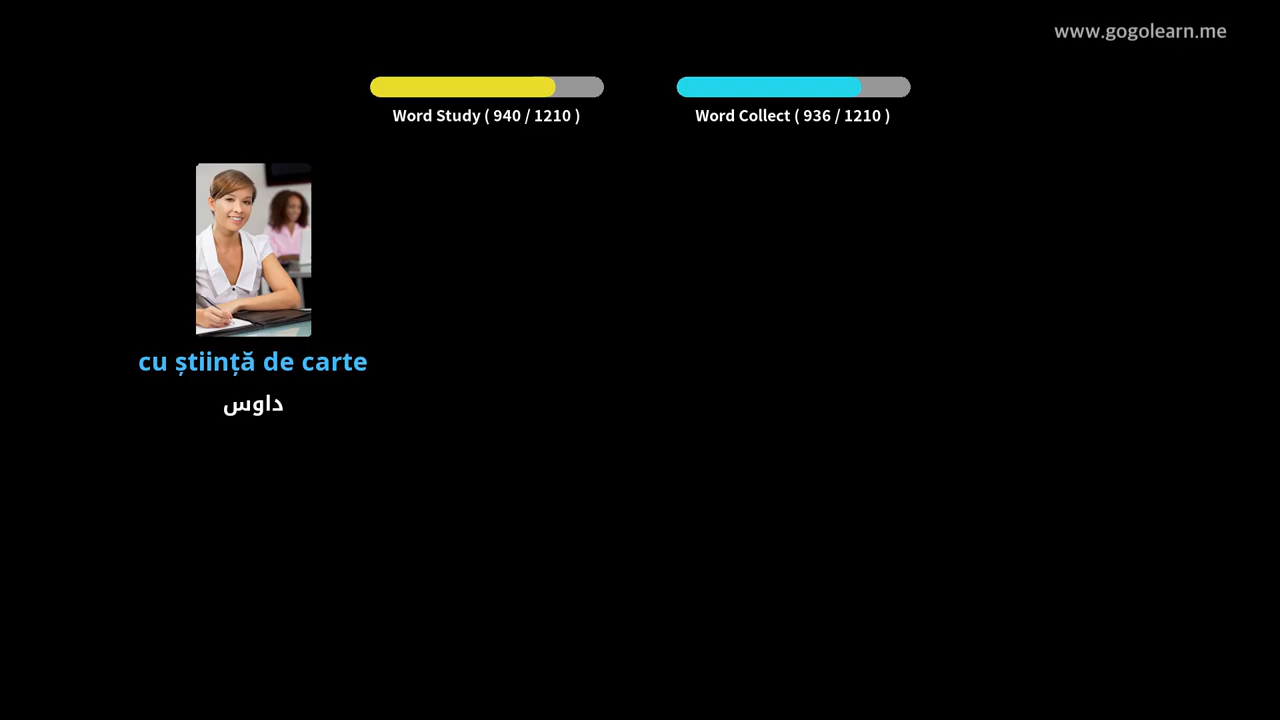 www.gogolearn.me
Word Study ( 940 / 1210 )
Word Collect ( 936 / 1210 )
cu știință de carte
داوس